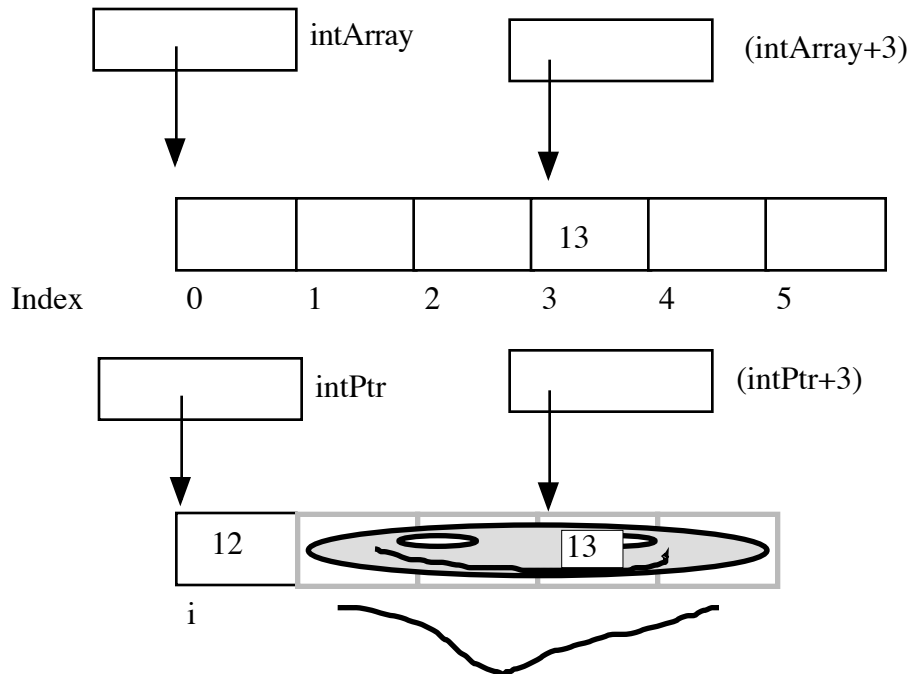 intArray
(intArray+3)
13
Index 0 1 2 3 4 5
intPtr
(intPtr+3)
12 13
i